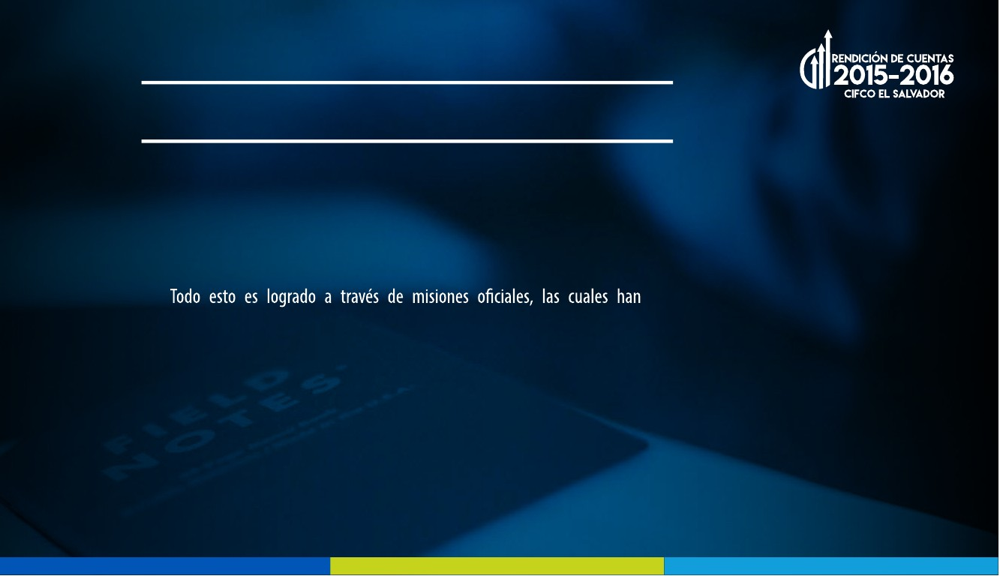 RENDICIÓN DE CUENTAS
2015-2016
CIFCO EL SALVADOR
Todo esto es logrado a través de misiones oficiales, las cuales han
FIELD
NOTES